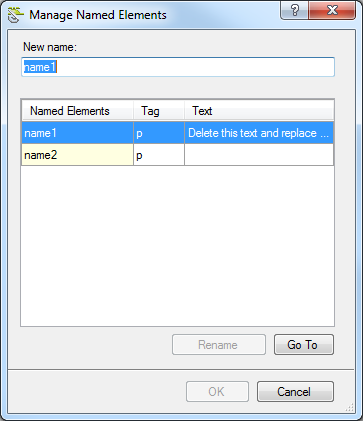 Manage Named Elements
New name:
name1
Named Elements Tag Text
name1 p Delete this text and replace ...
name2 p
Rename Go To
OK Cancel